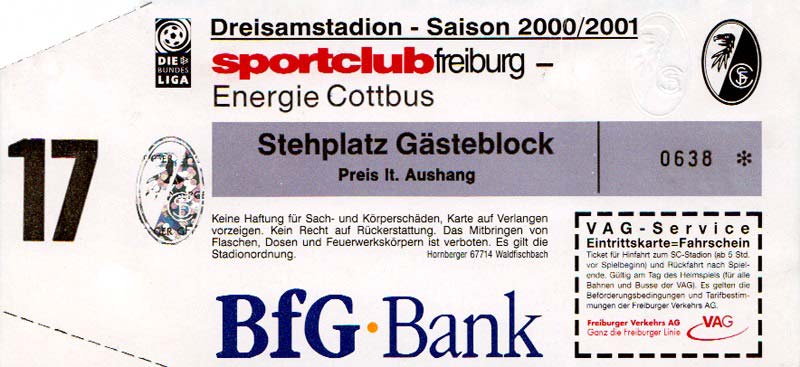 Dreisamstadion - Saison 2000/2001
DIE
BUNDES
LIGA
sportclubfreiburg –
Energie Cottbus
SC
17
Stehplatz Gästeblock
Preis lt. Aushang
0638 *
Keine Haftung für Sach- und Körperschäden, Karte auf Verlangen
vorzeigen. Kein Recht auf Rückerstattung. Das Mitbringen von
Flaschen, Dosen und Feuerwerkskörpern ist verboten. Es gilt die
Stadionordnung.
Hornberger 67714 Waldfischbach
VAG-Service
Eintrittskarte=Fahrschein
Ticket für Hinfahrt zum SC-Stadion (ab 5 Std.
vor Spielbeginn) und Rückfahrt nach Spiel-
ende. Gültig am Tag des Heimspiels (für alle
Bahnen und Busse der VAG). Es gelten die
Beförderungsbedingungen und Tarifbestim-
mungen der Freiburger Verkehrs AG.
Freiburger Verkehrs AG
Ganz die Freiburger Linie
VAG
BfG·Bank